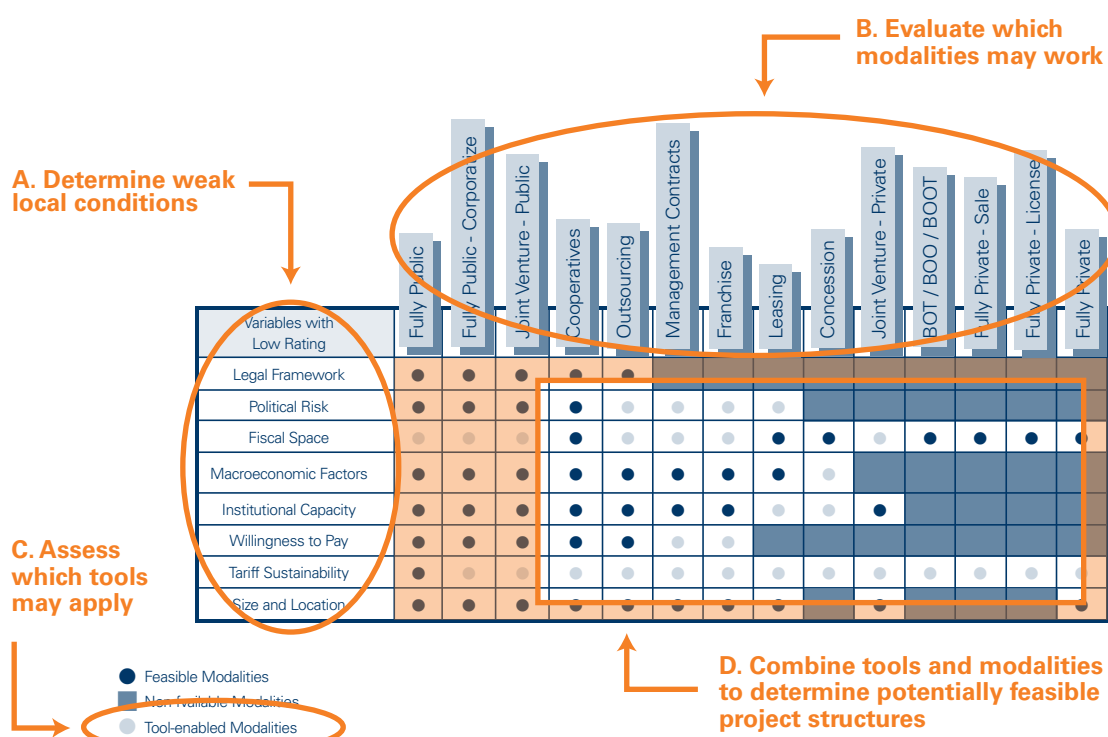 B. Evaluate which
modalities may work
A. Determine weak
local conditions
Fully Public
Fully Public - Corporatize
Joint Venture - Public
Cooperatives
Outsourcing
Management Contracts
Franchise
Leasing
Concession
Joint Venture - Private
BOT / BOO / BOOT
Fully Private - Sale
Fully Private - License
Fully Private
Variables with
Low Rating
Legal Framework
Political Risk
Fiscal Space
Macroeconomic Factors
Institutional Capacity
Willingness to Pay
Tariff Sustainability
Size and Location
C. Assess
which tools
may apply
Feasible Modalities
Non-Available Modalities
Tool-enabled Modalities
D. Combine tools and modalities
to determine potentially feasible
project structures